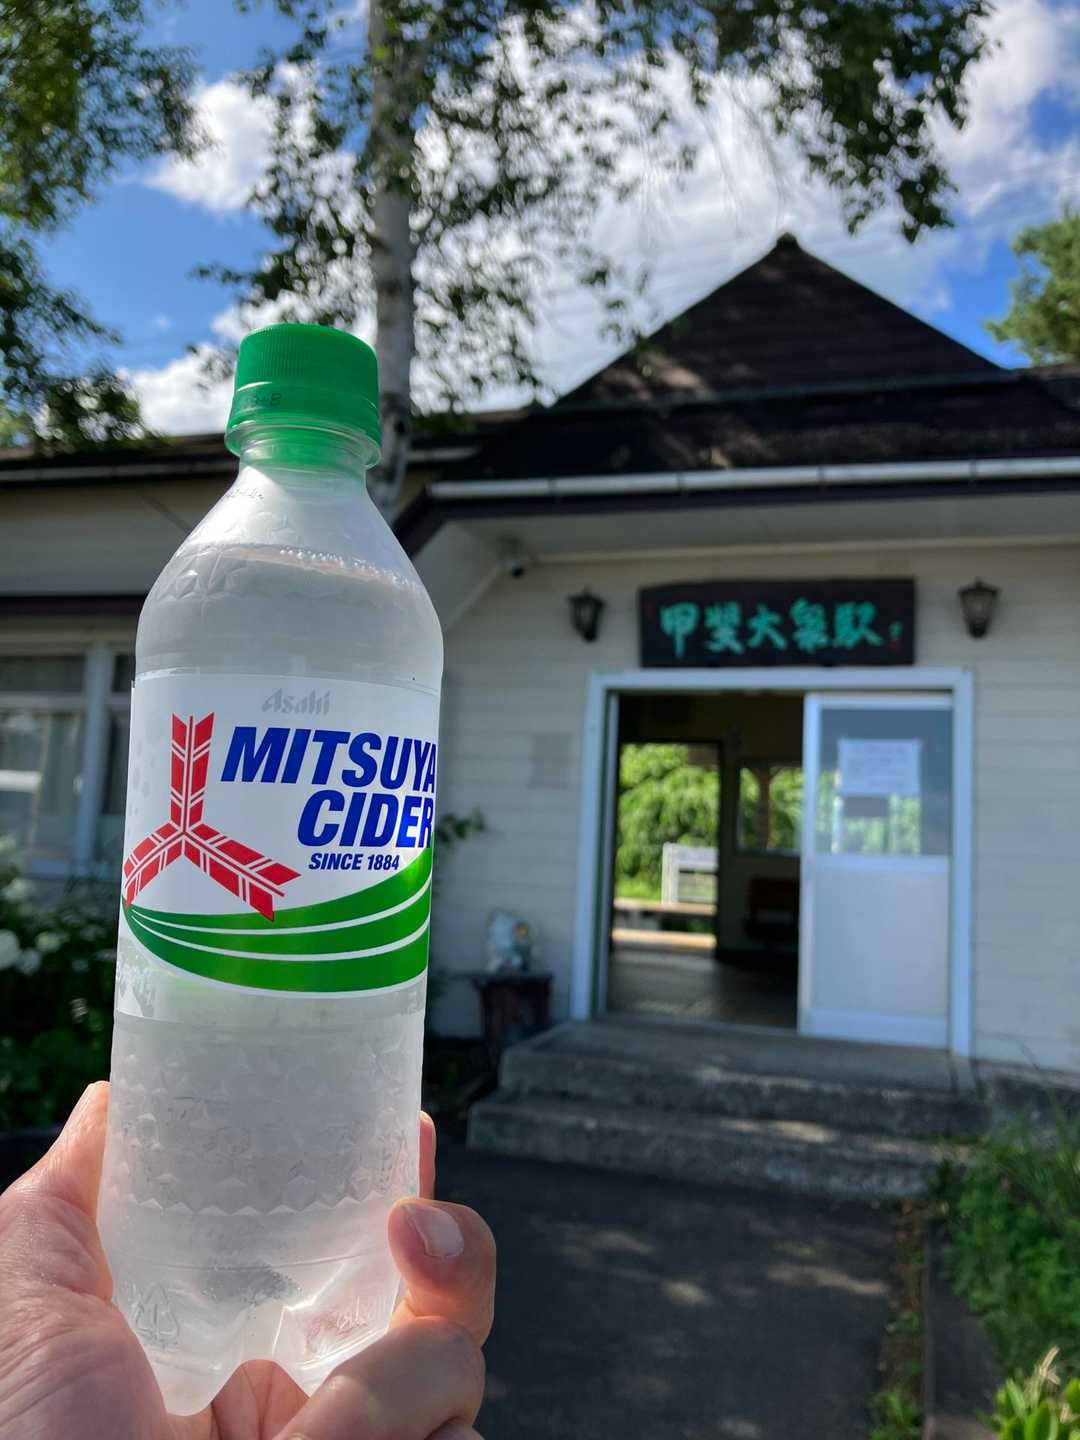 甲斐大泉駅
Asahi
MITSUYA
CIDER
SINCE 1884